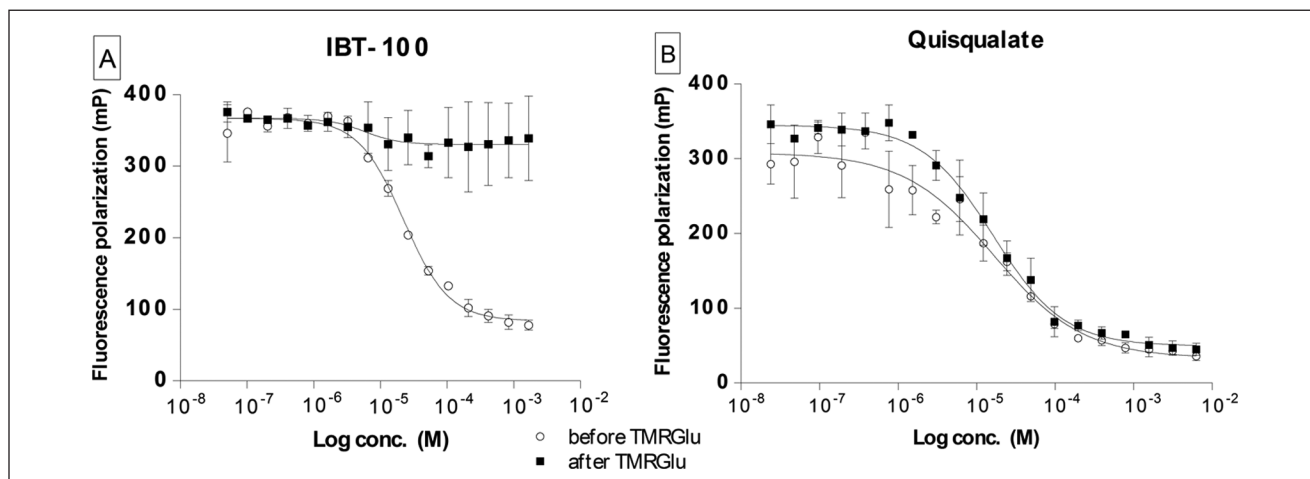 A
IBT-100
Fluorescence polarization (mP)
400
300
200
100
0
10-8
10-7
10-6
10-5
10-4
10-3
10-2
Log conc. (M)
B
Quisqualate
Fluorescence polarization (mP)
400
300
200
100
0
10-8
10-7
10-6
10-5
10-4
10-3
10-2
Log conc. (M)
before TMRGlu
after TMRGlu